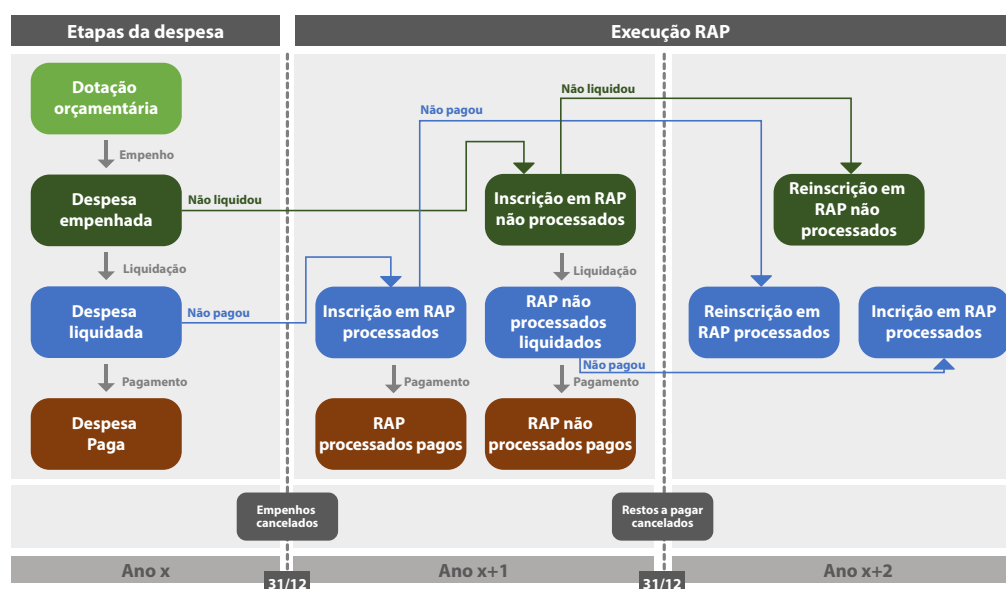 Etapas da despesa
Execução RAP
Dotação
orçamentária
Empenho
Despesa
empenhada
Não liquidou
Liquidação
Despesa
liquidada
Não pagou
Pagamento
Despesa
Paga
Não pagou
Não liquidou
Inscrição em RAP
não processados
Liquidação
Inscrição em RAP
processados
RAP não
processados
liquidados
Não pagou
Pagamento
Pagamento
RAP
processados pagos
RAP não
processados pagos
Reinscrição em
RAP não
processados
Reinscrição em
RAP processados
Incrição em RAP
processados
Empenhos
cancelados
Restos a pagar
cancelados
Ano x
31/12
Ano x+1
31/12
Ano x+2